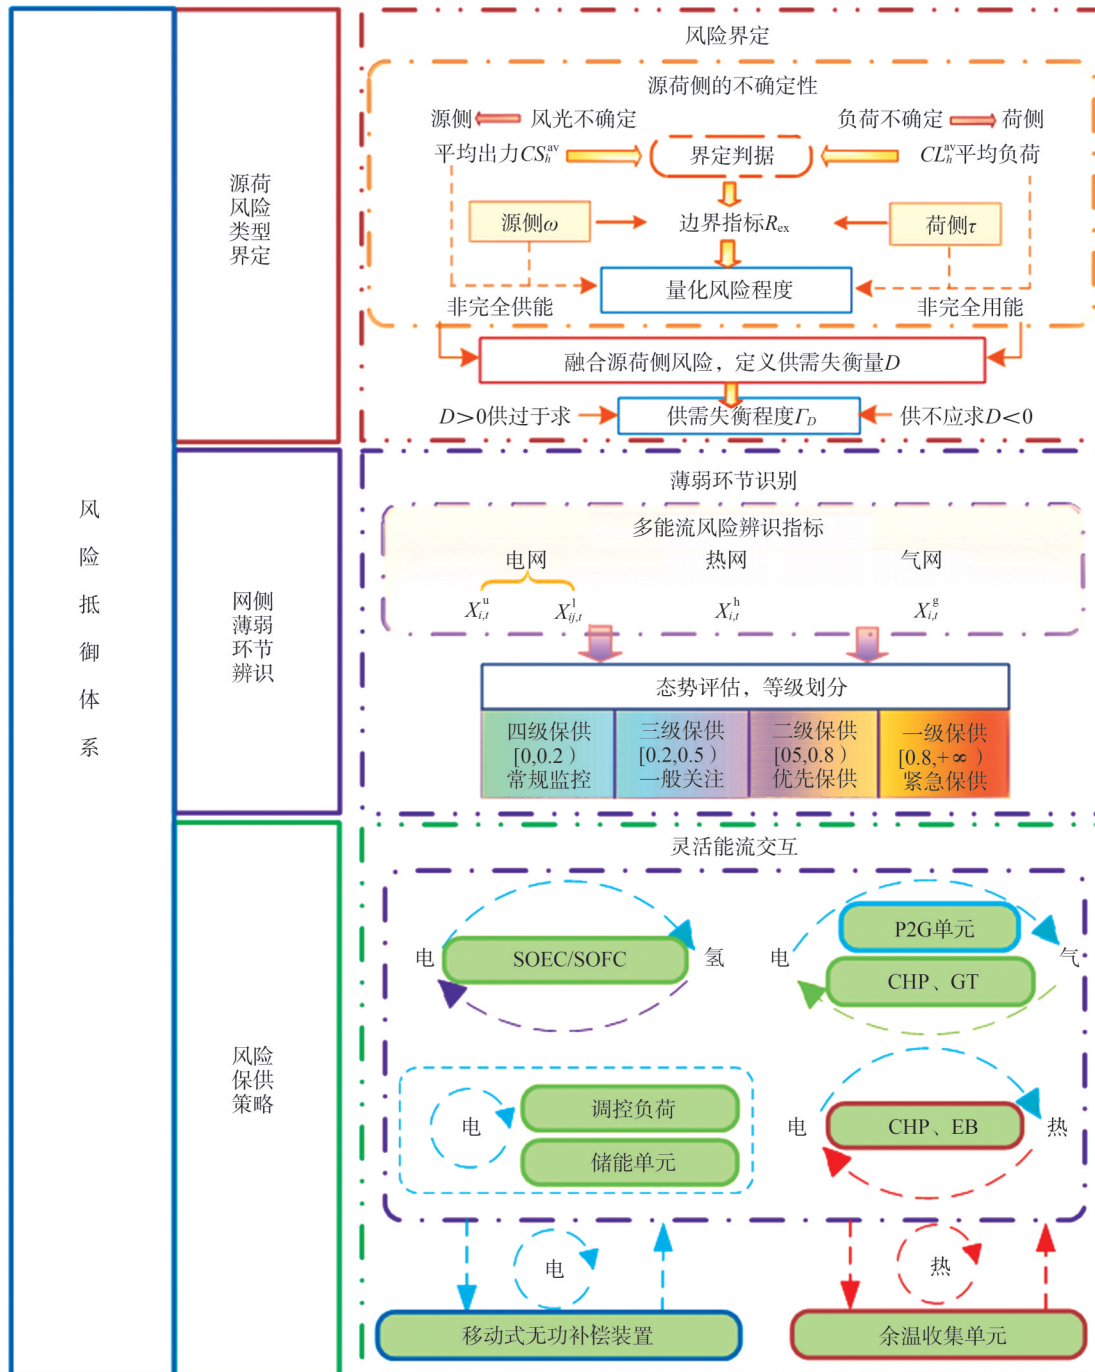 风险抵御体系
源荷
风险
类型
界定
风险界定
源荷侧的不确定性
源侧 风光不确定 负荷不确定 荷侧
平均出力CS_h^av 界定判据 CL_h^av平均负荷
源侧ω 边界指标R_ex 荷侧τ
量化风险程度
非完全供能 非完全用能
融合源荷侧风险，定义供需失衡量D
D>0供过于求 供需失衡程度Γ_D 供不应求D<0
网侧
薄弱
环节
辨识
薄弱环节识别
多能流风险辨识指标
电网 热网 气网
X_{i,t}^u X_{ij,t}^l X_{i,t}^h X_{i,t}^g
态势评估，等级划分
四级保供 三级保供 二级保供 一级保供
[0,0.2) [0.2,0.5) [05,0.8) [0.8,+∞)
常规监控 一般关注 优先保供 紧急保供
风险
保供
策略
灵活能流交互
P2G单元
电 SOEC/SOFC 氢 电 气
CHP、GT
调控负荷
电 电 CHP、EB 热
储能单元
电 热
移动式无功补偿装置 余温收集单元